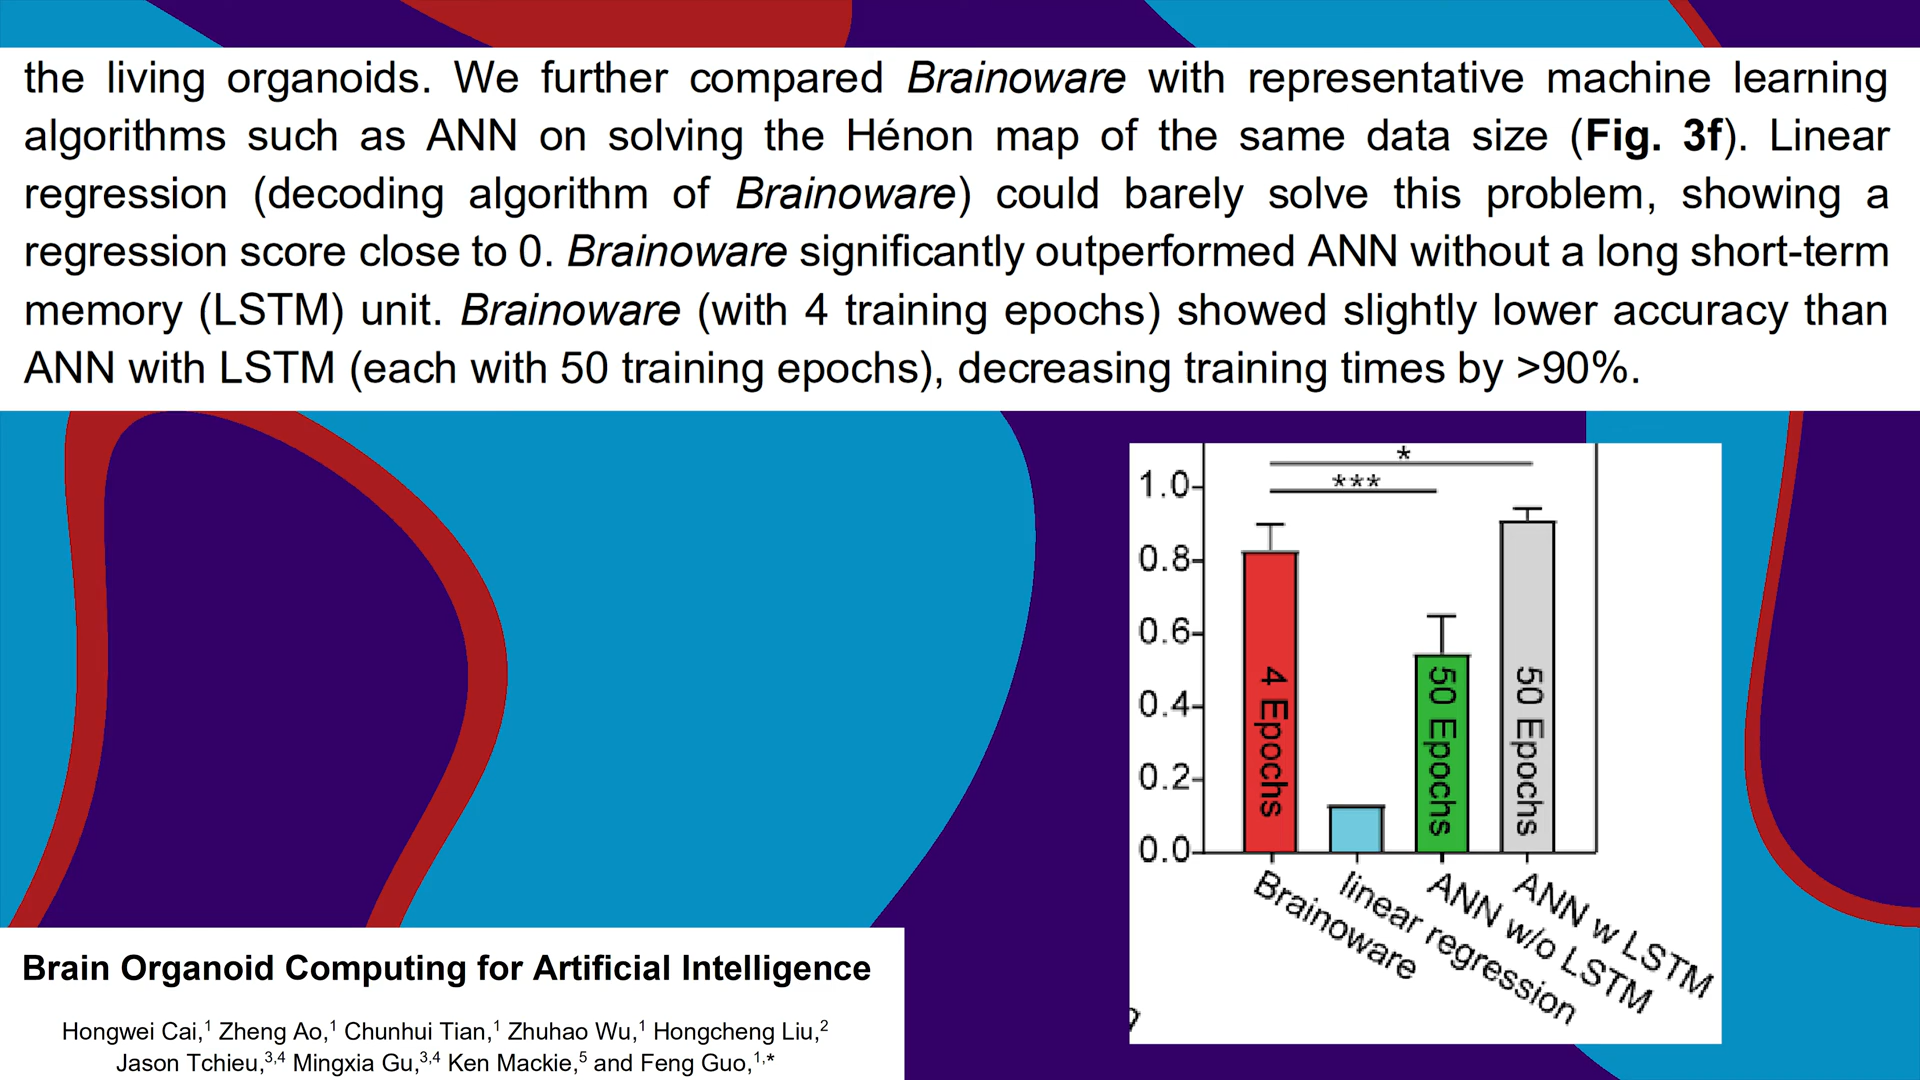 the living organoids. We further compared Brainoware with representative machine learning
algorithms such as ANN on solving the Hénon map of the same data size (Fig. 3f). Linear
regression (decoding algorithm of Brainoware) could barely solve this problem, showing a
regression score close to 0. Brainoware significantly outperformed ANN without a long short-term
memory (LSTM) unit. Brainoware (with 4 training epochs) showed slightly lower accuracy than
ANN with LSTM (each with 50 training epochs), decreasing training times by >90%.
*
***
1.0
0.8
0.6
0.4
0.2
0.0
4 Epochs
50 Epochs
50 Epochs
Brainoware
linear regression
ANN w/o LSTM
ANN w LSTM
Brain Organoid Computing for Artificial Intelligence
Hongwei Cai,¹ Zheng Ao,¹ Chunhui Tian,¹ Zhuhao Wu,¹ Hongcheng Liu,²
Jason Tchieu,³,⁴ Mingxia Gu,³,⁴ Ken Mackie,⁵ and Feng Guo,¹,*